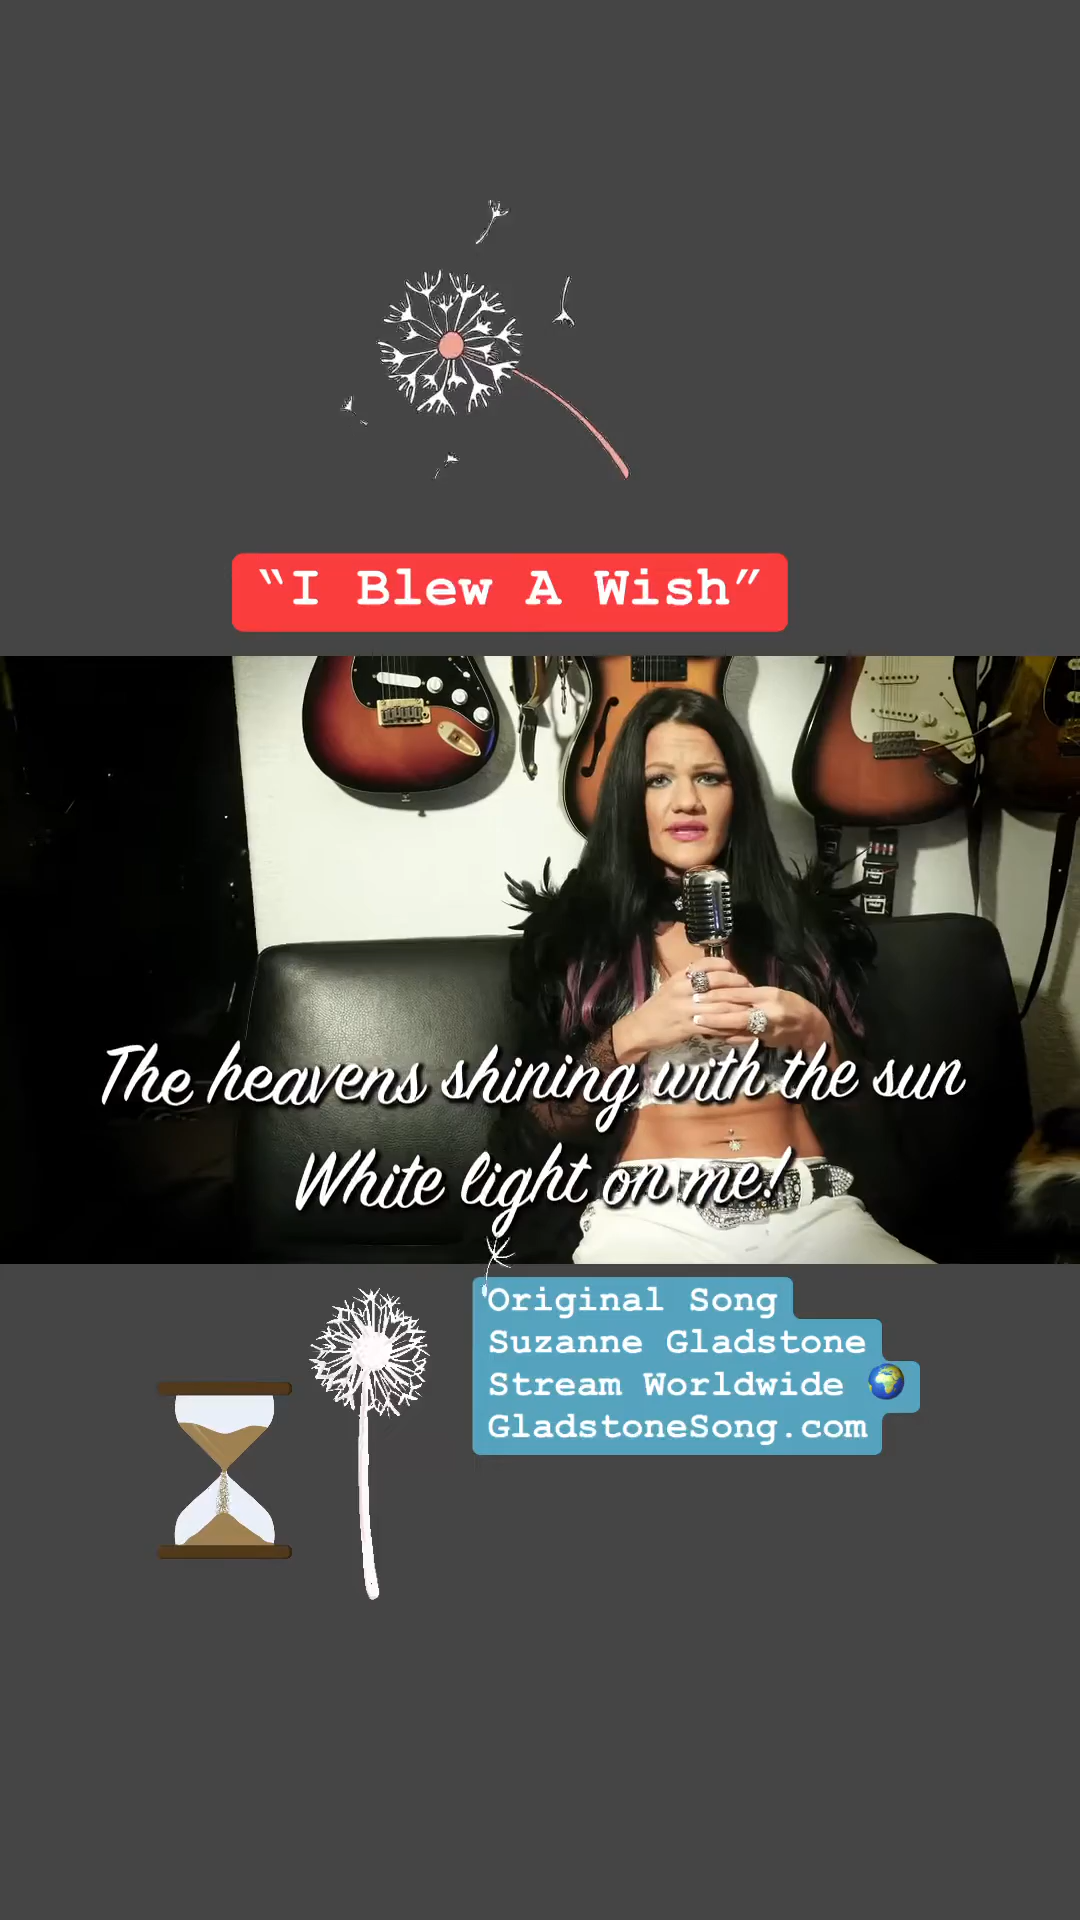 “I Blew A Wish”
The heavens shining with the sun
White light on me!
Original Song
Suzanne Gladstone
Stream Worldwide 🌍
GladstoneSong.com